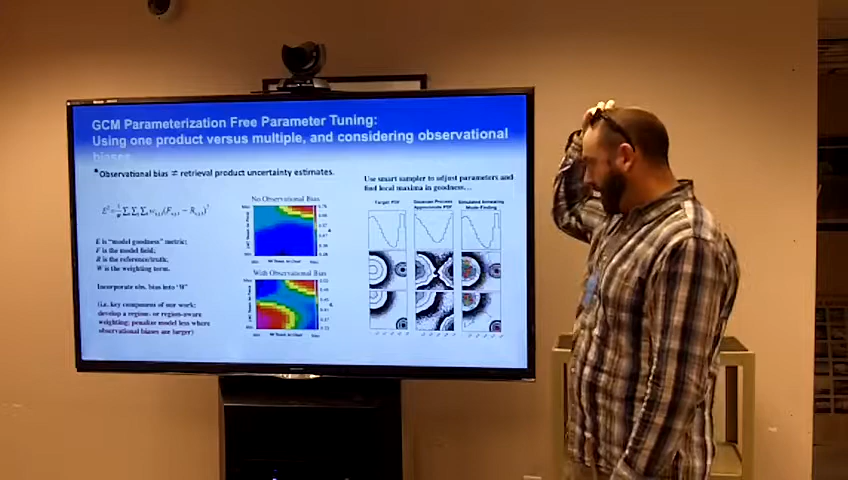 GCM Parameterization Free Parameter Tuning:
Using one product versus multiple, and considering observational
biases
*Observational bias ≠ retrieval product uncertainty estimates.
Use smart sampler to adjust parameters and
find local maxima in goodness…
No Observational Bias
Target PDF
Gaussian Process
Approximate PDF
Simulated Annealing
Mode-Finding
E is "model goodness" metric;
F is the model field;
R is the reference/truth;
W is the weighting term.
With Observational Bias
Incorporate obs. bias into "W"
(i.e. key component of our work:
develop a regime- or region-aware
weighting; penalize model less where
observational biases are larger)